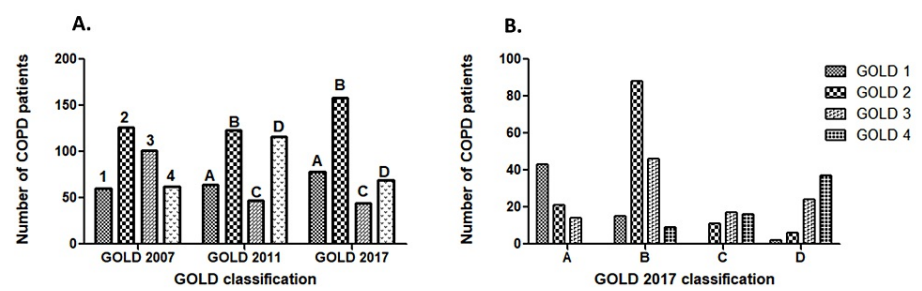 A.
Number of COPD patients
200
150
100
50
0
1 2 3 4 A B C D A B C D
GOLD 2007 GOLD 2011 GOLD 2017
GOLD classification
B.
Number of COPD patients
100
80
60
40
20
0
A B C D
GOLD 2017 classification
GOLD 1
GOLD 2
GOLD 3
GOLD 4